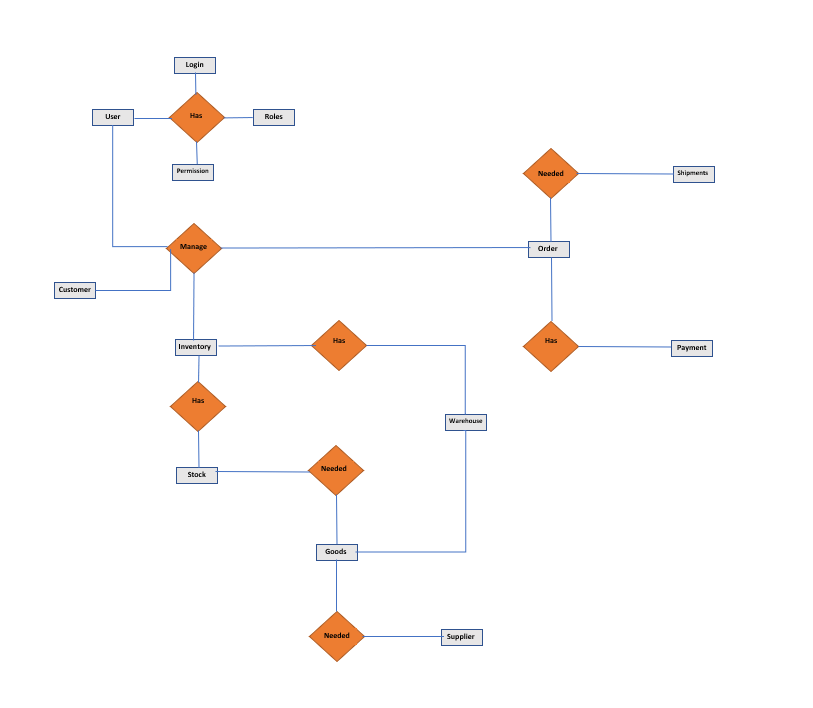 Login
User
Has
Roles
Permission
Needed
Shipments
Manage
Order
Customer
Inventory
Has
Has
Payment
Has
Warehouse
Stock
Needed
Goods
Needed
Supplier